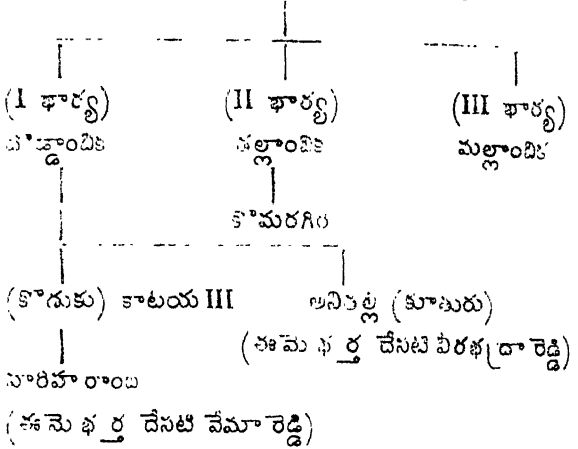 (I భార్య) (II భార్య) (III భార్య)
మల్లాంబిక
కొమరగిరి
(కొడుకు) కాటయ III అనితల్లి (కూతురు)
(ఈమె భర్త దేసటి వీరభద్రా రెడ్డి)
(ఈమె భర్త దేసటి వేమా రెడ్డి)